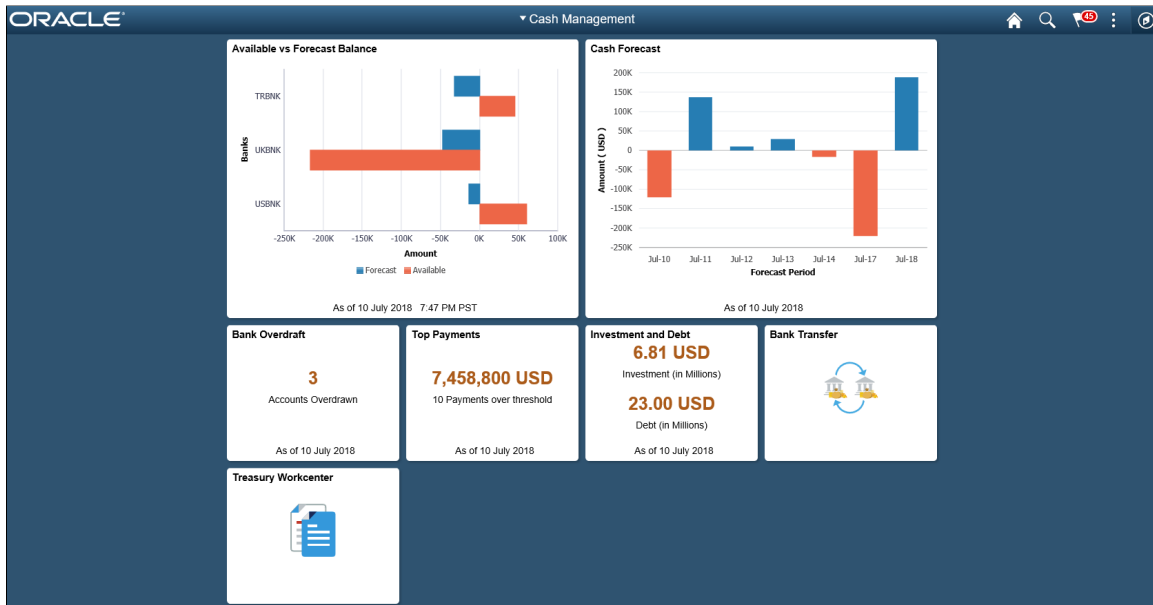 ORACLE
Cash Management
45
Available vs Forecast Balance
TRBNK
UKBNK
USBNK
Banks
-250K -200K -150K -100K -50K 0K 50K 100K
Amount
Forecast Available
As of 10 July 2018 7:47 PM PST
Cash Forecast
200K
150K
100K
50K
0
-50K
-100K
-150K
-200K
-250K
Amount ( USD )
Jul-10 Jul-11 Jul-12 Jul-13 Jul-14 Jul-17 Jul-18
Forecast Period
As of 10 July 2018
Bank Overdraft
3
Accounts Overdrawn
As of 10 July 2018
Top Payments
7,458,800 USD
10 Payments over threshold
As of 10 July 2018
Investment and Debt
6.81 USD
Investment (in Millions)
23.00 USD
Debt (in Millions)
As of 10 July 2018
Bank Transfer
Treasury Workcenter